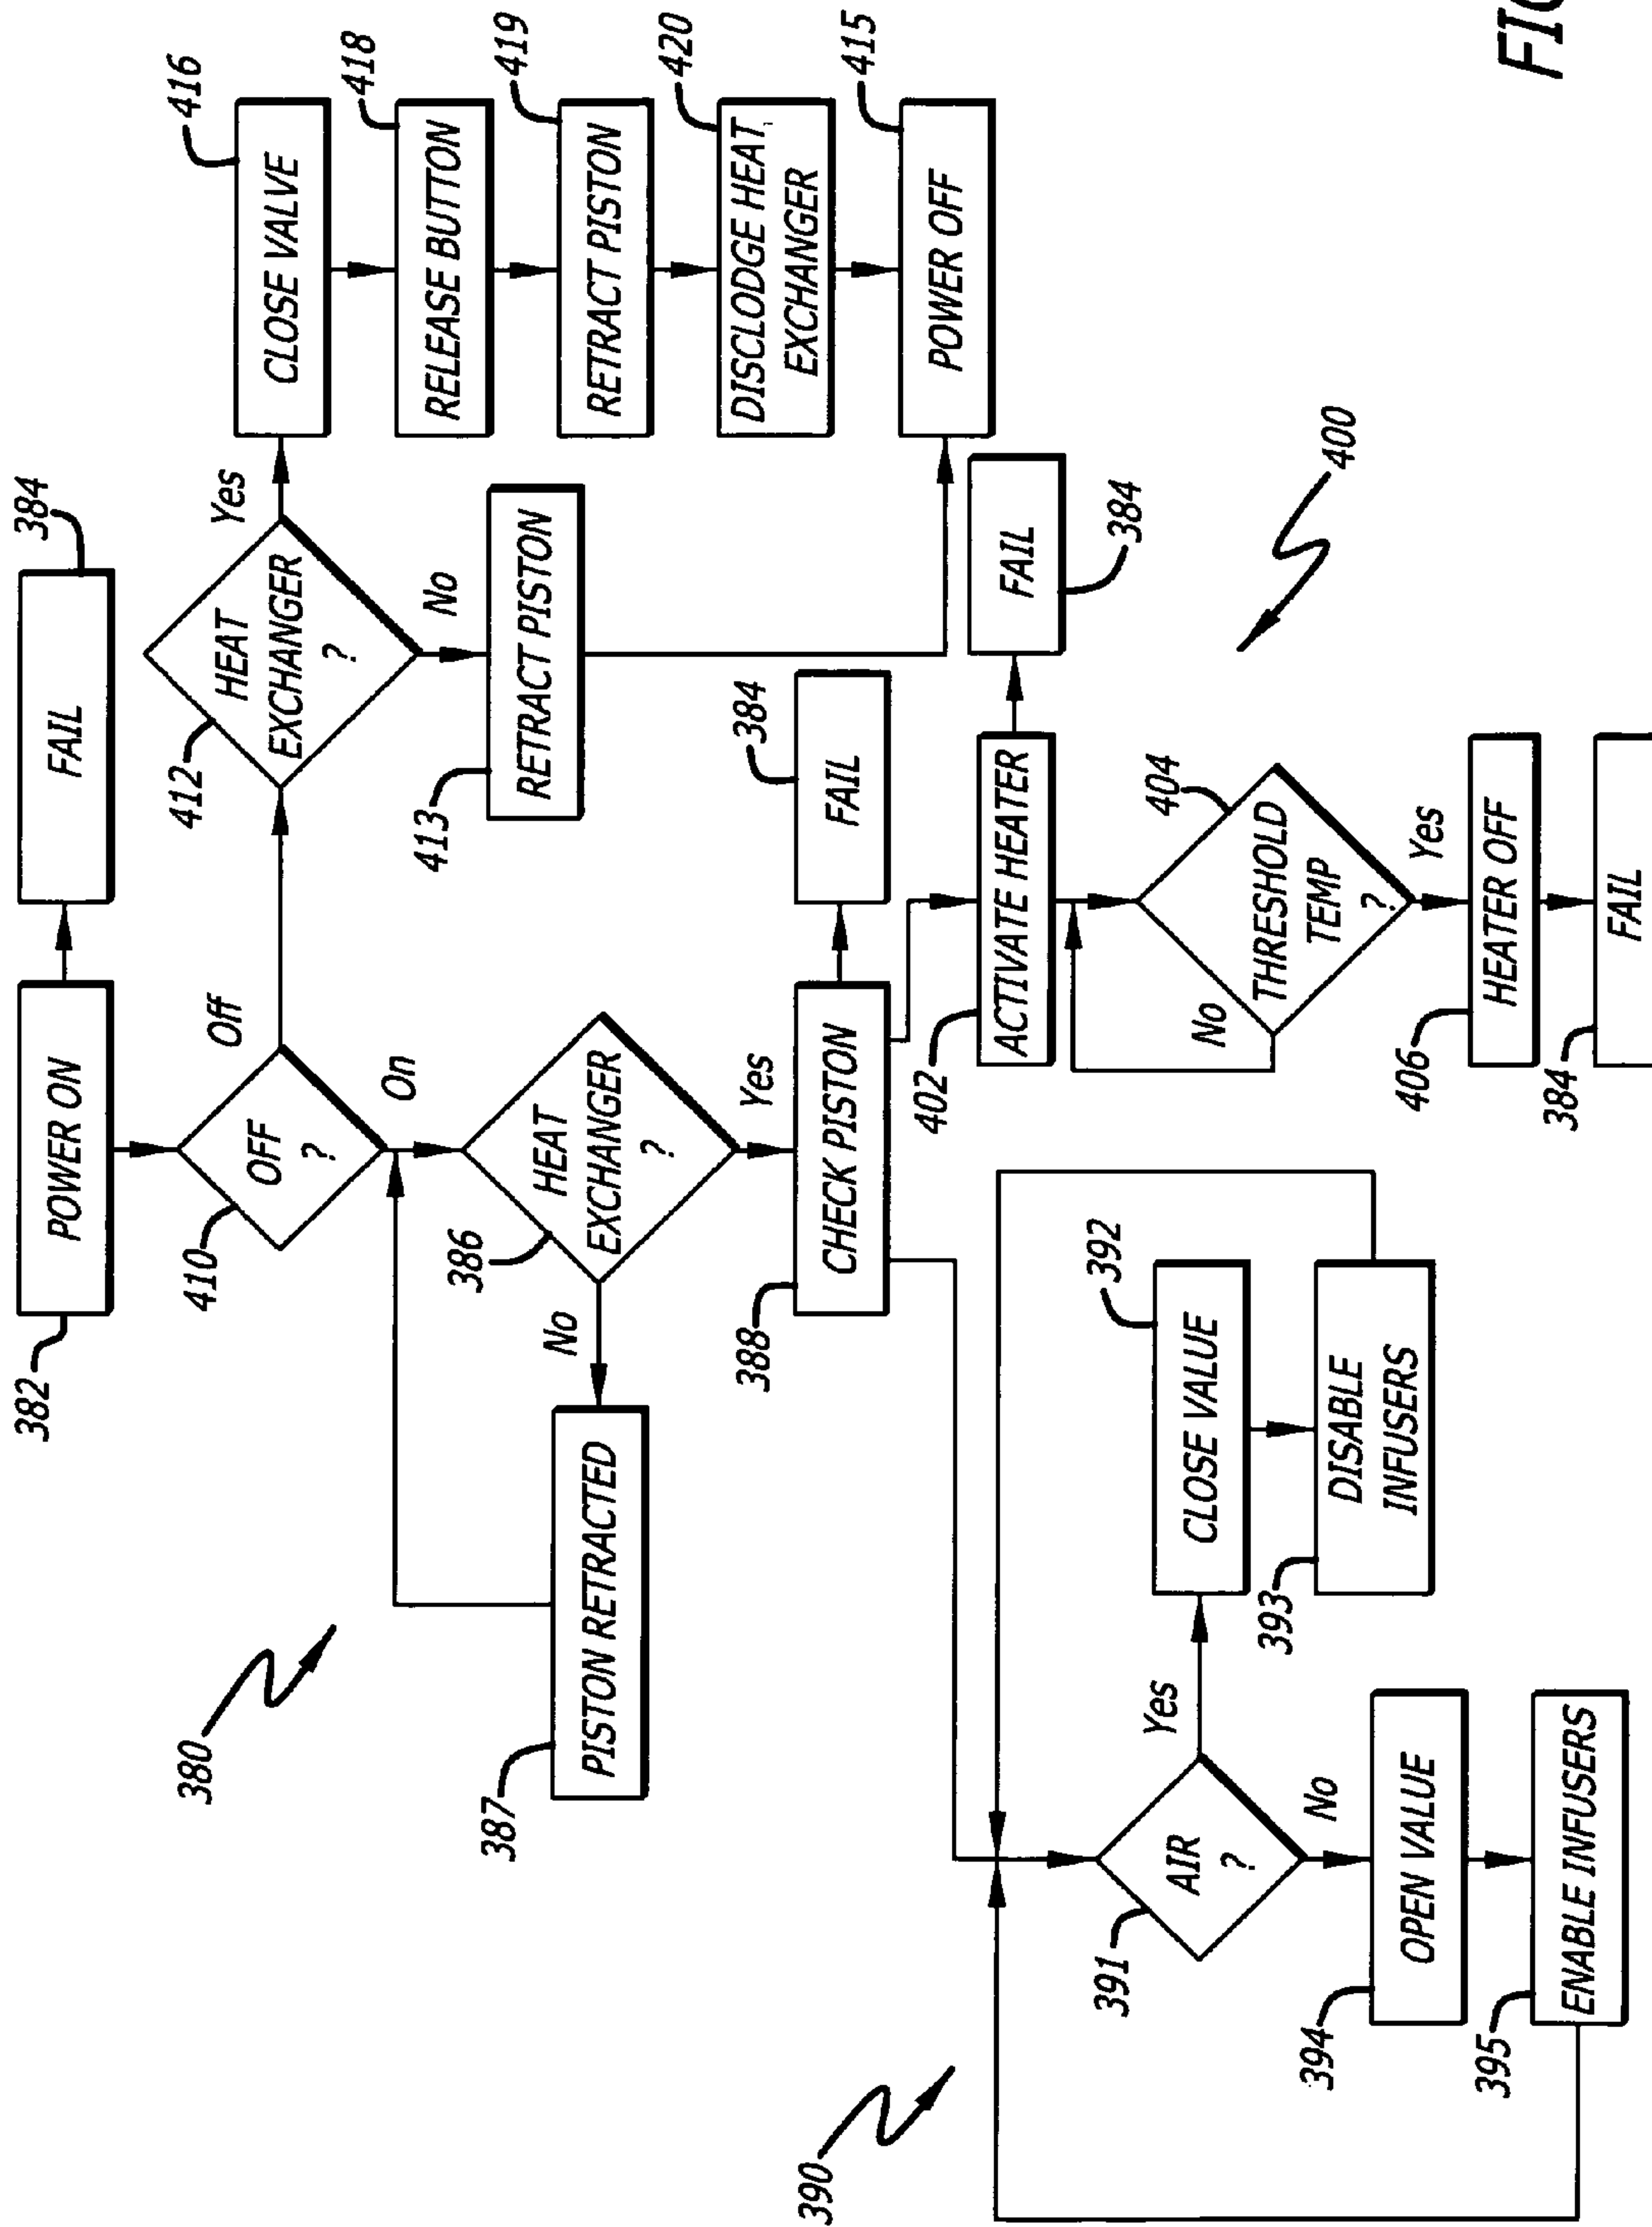 382
POWER ON
FAIL
384
410
OFF
?
Off
On
412
HEAT
EXCHANGER
?
Yes
No
CLOSE VALVE
416
RELEASE BUTTON
418
RETRACT PISTON
419
DISCLODGE HEAT
EXCHANGER
420
POWER OFF
415
413
RETRACT PISTON
380
386
HEAT
EXCHANGER
?
No
Yes
387
PISTON RETRACTED
388
CHECK PISTON
FAIL
384
402
ACTIVATE HEATER
FAIL
384
400
404
THRESHOLD
TEMP
?
No
Yes
406
HEATER OFF
384
FAIL
390
391
AIR
?
Yes
No
392
CLOSE VALUE
393
DISABLE
INFUSERS
394
OPEN VALUE
395
ENABLE INFUSERS